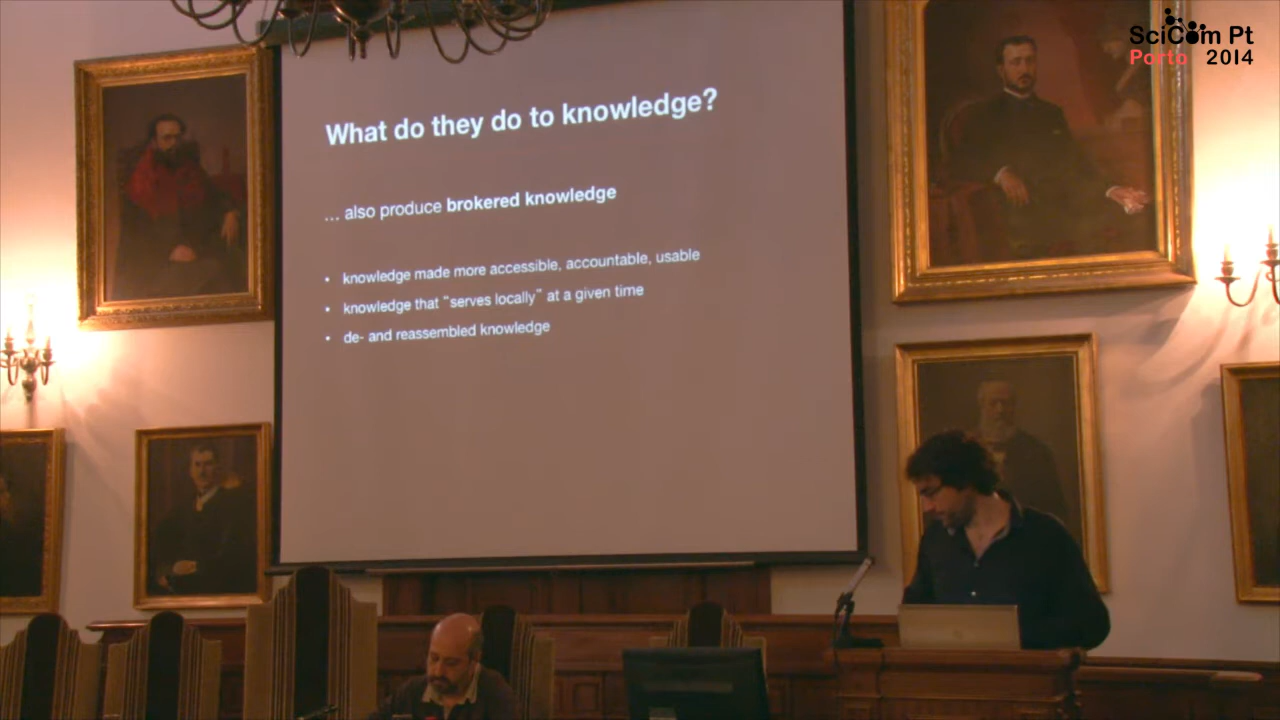 SciCom Pt
Porto 2014
What do they do to knowledge?
... also produce brokered knowledge
• knowledge made more accessible, accountable, usable
• knowledge that "serves locally" at a given time
• de- and reassembled knowledge